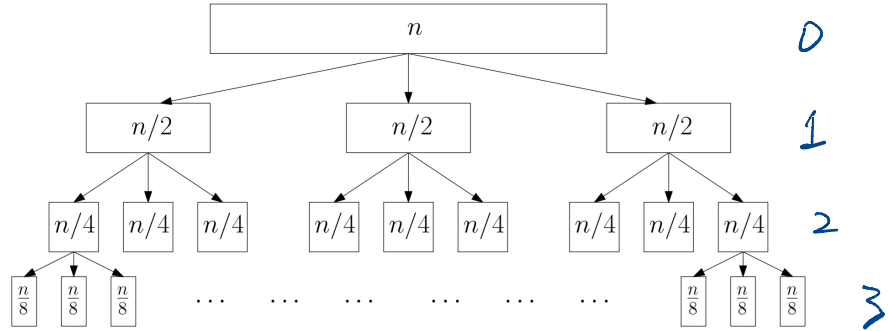 n 0
n/2 n/2 n/2 1
n/4 n/4 n/4 n/4 n/4 n/4 n/4 n/4 n/4 2
n/8 n/8 n/8 ... ... ... ... ... ... n/8 n/8 n/8 3